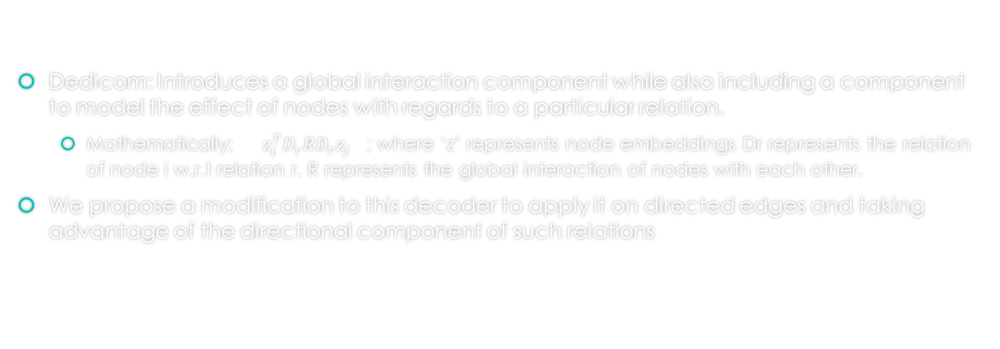 Dedicom: Introduces a global interaction component while also including a component
to model the effect of nodes with regards to a particular relation.
Mathematically; z_i^T D_r R D_r z_j ; where ‘z’ represents node embeddings Dr represents the relation
of node i w.r.t relation r. R represents the global interaction of nodes with each other.
We propose a modification to this decoder to apply it on directed edges and taking
advantage of the directional component of such relations